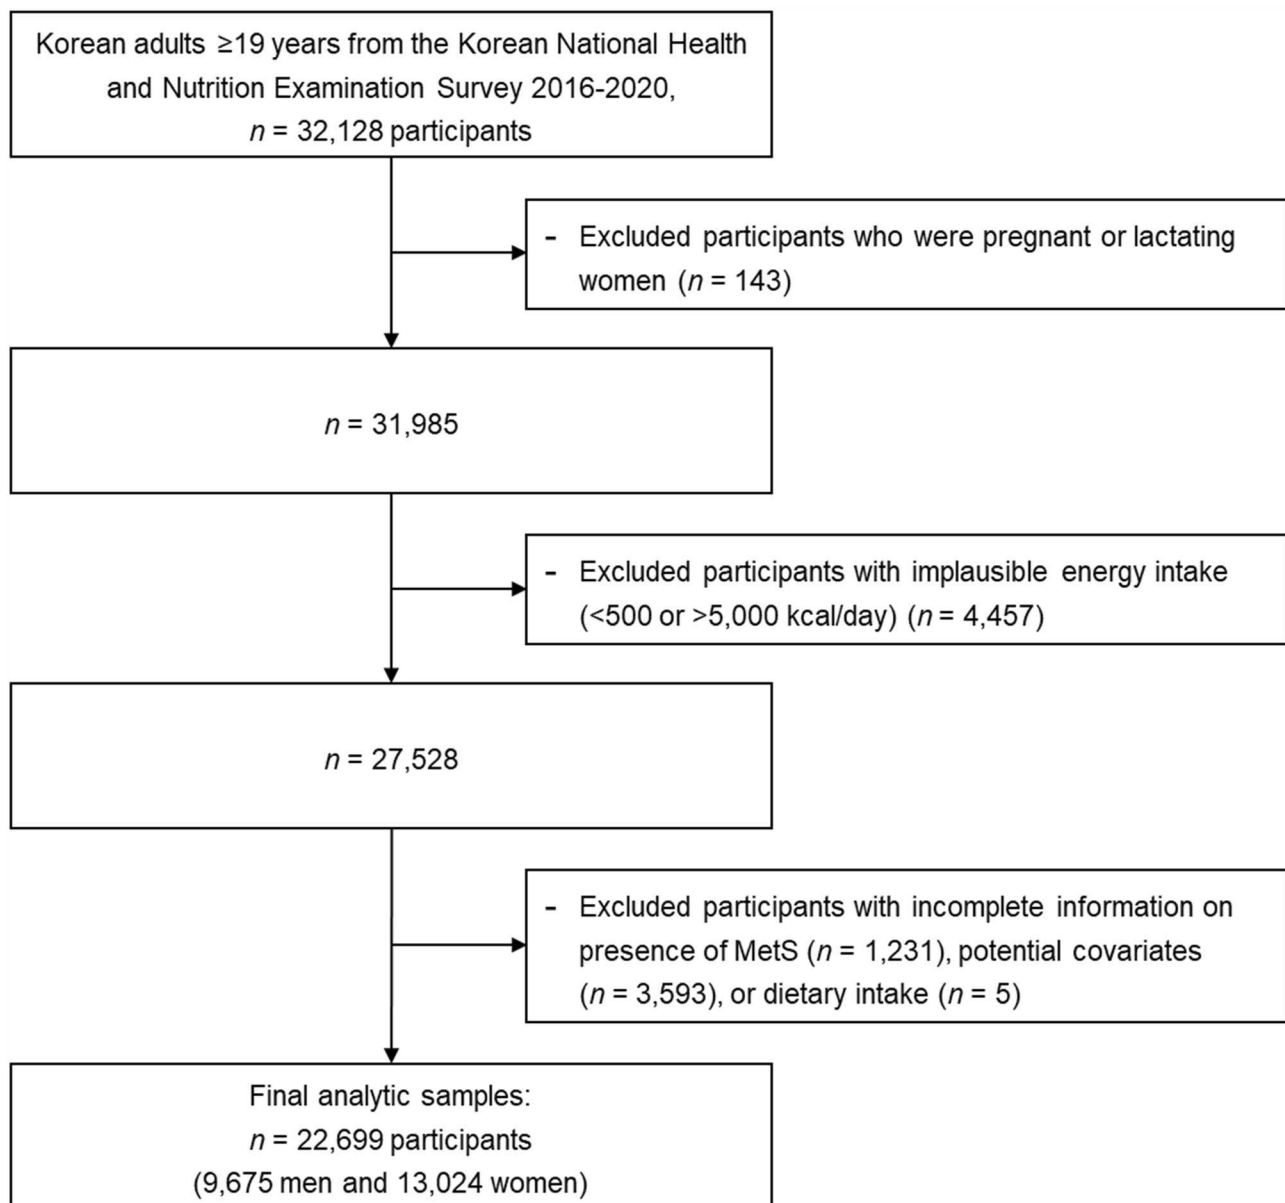 Korean adults ≥19 years from the Korean National Health
and Nutrition Examination Survey 2016-2020,
n = 32,128 participants
- Excluded participants who were pregnant or lactating
women (n = 143)
n = 31,985
- Excluded participants with implausible energy intake
(<500 or >5,000 kcal/day) (n = 4,457)
n = 27,528
- Excluded participants with incomplete information on
presence of MetS (n = 1,231), potential covariates
(n = 3,593), or dietary intake (n = 5)
Final analytic samples:
n = 22,699 participants
(9,675 men and 13,024 women)